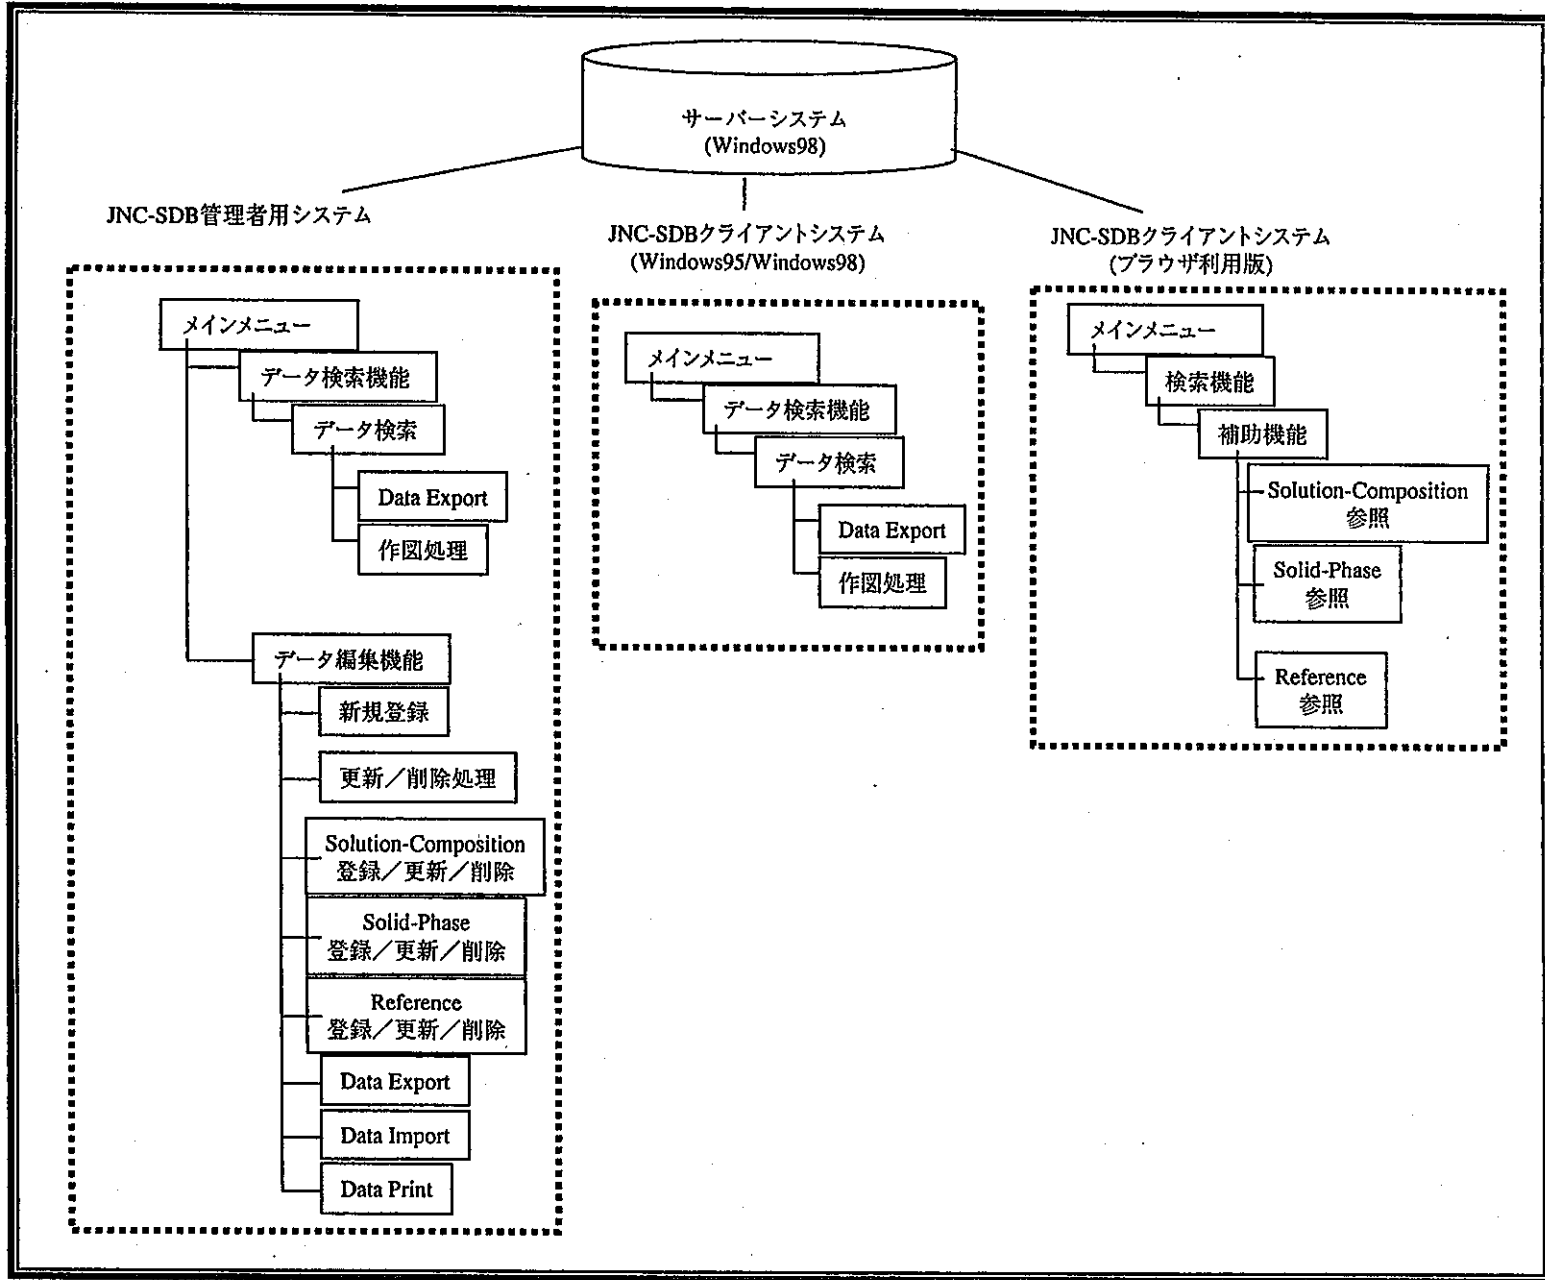 サーバーシステム
(Windows98)
JNC-SDB管理者用システム
メインメニュー
データ検索機能
データ検索
Data Export
作図処理
データ編集機能
新規登録
更新／削除処理
Solution-Composition
登録／更新／削除
Solid-Phase
登録／更新／削除
Reference
登録／更新／削除
Data Export
Data Import
Data Print
JNC-SDBクライアントシステム
(Windows95/Windows98)
メインメニュー
データ検索機能
データ検索
Data Export
作図処理
JNC-SDBクライアントシステム
(ブラウザ利用版)
メインメニュー
検索機能
補助機能
Solution-Composition
参照
Solid-Phase
参照
Reference
参照